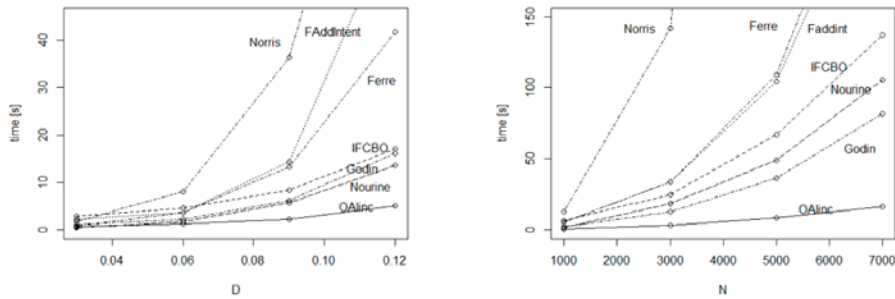 time [s]
0
10
20
30
40
0.04
0.06
0.08
0.10
0.12
D
Norris
FAddIntent
Ferre
IFCBO
Godin
Nourine
OAlinc
time [s]
0
50
100
150
1000
2000
3000
4000
5000
6000
7000
N
Norris
Ferre
Faddint
IFCBO
Nourine
Godin
OAlinc